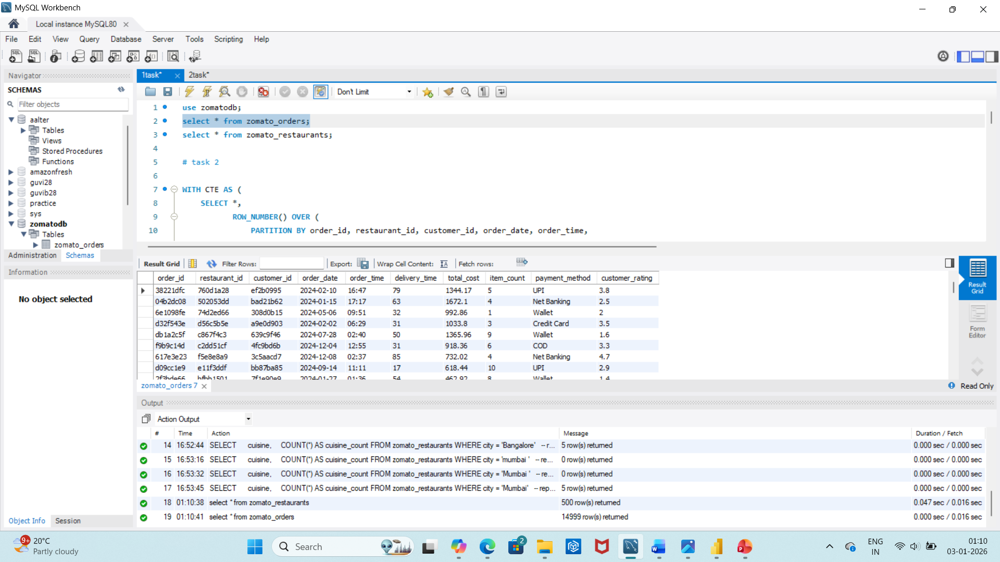 MySQL Workbench
Local instance MySQL80
File Edit View Query Database Server Tools Scripting Help
Navigator
SCHEMAS
Filter objects
aalter
Tables
Views
Stored Procedures
Functions
amazonfresh
guvi28
guvib28
practice
sys
zomatodb
Tables
zomato_orders
Administration Schemas
Information
No object selected
Object Info Session
1task* 2task*
Don't Limit
1 use zomatodb;
2 select * from zomato_orders;
3 select * from zomato_restaurants;
4
5 # task 2
6
7 WITH CTE AS (
8 SELECT *,
9 ROW_NUMBER() OVER (
10 PARTITION BY order_id, restaurant_id, customer_id, order_date, order_time,
Result Grid Filter Rows: Export: Wrap Cell Content: Fetch rows:
order_id restaurant_id customer_id order_date order_time delivery_time total_cost item_count payment_method customer_rating
38221dfc 760d1a28 ef2b0995 2024-02-10 16:47 79 1344.17 5 UPI 3.8
04b2dc08 502053dd bad21b62 2024-01-15 17:17 63 1672.1 4 Net Banking 2.5
6e1098fe 74d2ed66 308d0b15 2024-05-06 09:51 32 992.86 1 Wallet 2
d32f543e d56c5b5e a9e0d903 2024-02-02 06:29 31 1033.8 3 Credit Card 3.5
db1a2c5f c867f4c3 639c9f46 2024-07-28 02:40 50 1365.96 9 Wallet 1.6
f9b9c14d c2dd51cf 4fc9bd6b 2024-12-04 12:55 31 918.36 6 COD 3.3
617e3e23 f5e8e8a9 3c5aacd7 2024-12-08 02:37 85 732.02 4 Net Banking 4.7
d09cc1e9 e11f3ddf bb87ba85 2024-09-14 11:11 17 618.44 10 UPI 2.9
2f3bde66 bfbb1501 7f1e90e9 2024-01-27 01:36 54 462.92 8 Wallet 1.4
Result Grid
Form Editor
zomato_orders 7
Read Only
Output
Action Output
# Time Action Message Duration / Fetch
14 16:52:44 SELECT cuisine, COUNT(*) AS cuisine_count FROM zomato_restaurants WHERE city = 'Bangalore' -- r... 5 row(s) returned 0.000 sec / 0.000 sec
15 16:53:16 SELECT cuisine, COUNT(*) AS cuisine_count FROM zomato_restaurants WHERE city = 'mumbai ' -- re... 0 row(s) returned 0.000 sec / 0.000 sec
16 16:53:32 SELECT cuisine, COUNT(*) AS cuisine_count FROM zomato_restaurants WHERE city = 'Mumbai ' -- re... 0 row(s) returned 0.000 sec / 0.000 sec
17 16:53:45 SELECT cuisine, COUNT(*) AS cuisine_count FROM zomato_restaurants WHERE city = 'Mumbai' -- rep... 5 row(s) returned 0.000 sec / 0.000 sec
18 01:10:38 select * from zomato_restaurants 500 row(s) returned 0.047 sec / 0.016 sec
19 01:10:41 select * from zomato_orders 14999 row(s) returned 0.000 sec / 0.016 sec
9+ 20°C
Partly cloudy
Search
2
ENG
IN
01:10
03-01-2026